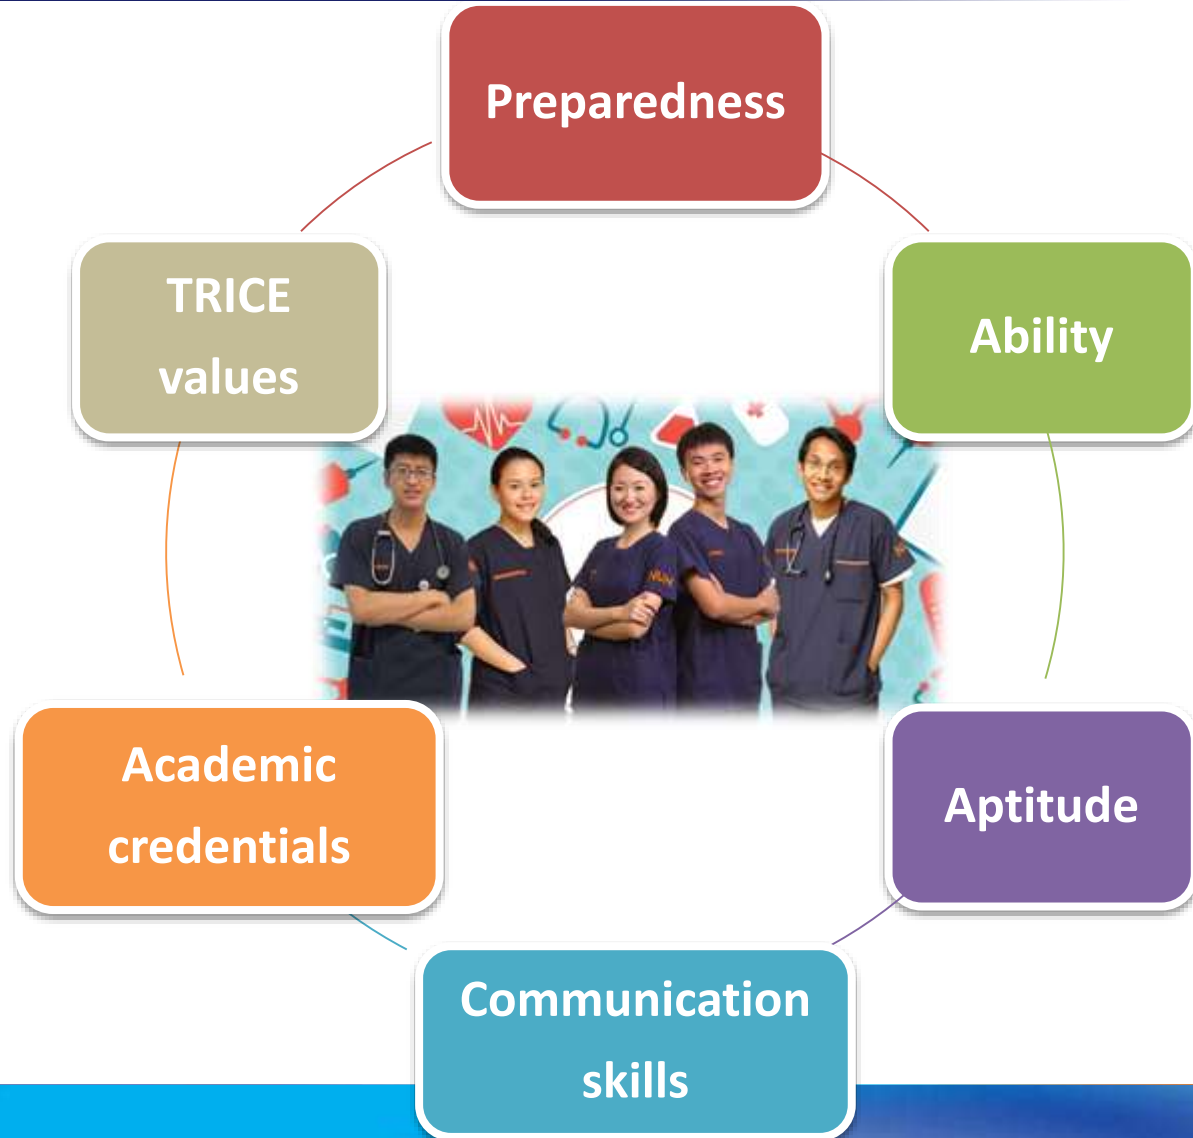 Preparedness
TRICE
values
Ability
Academic
credentials
Aptitude
Communication
skills